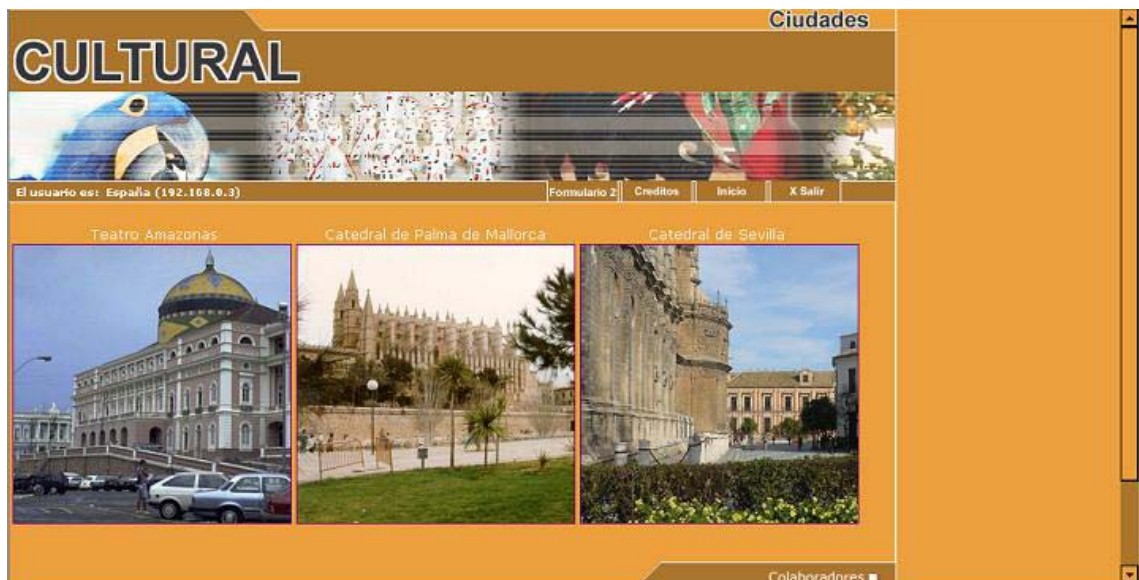 Ciudades
CULTURAL
El usuario es: España (192.168.0.3)
Formulario 2 Creditos Inicio X Salir
Teatro Amazonas Catedral de Palma de Mallorca Catedral de Sevilla
Colaboradores